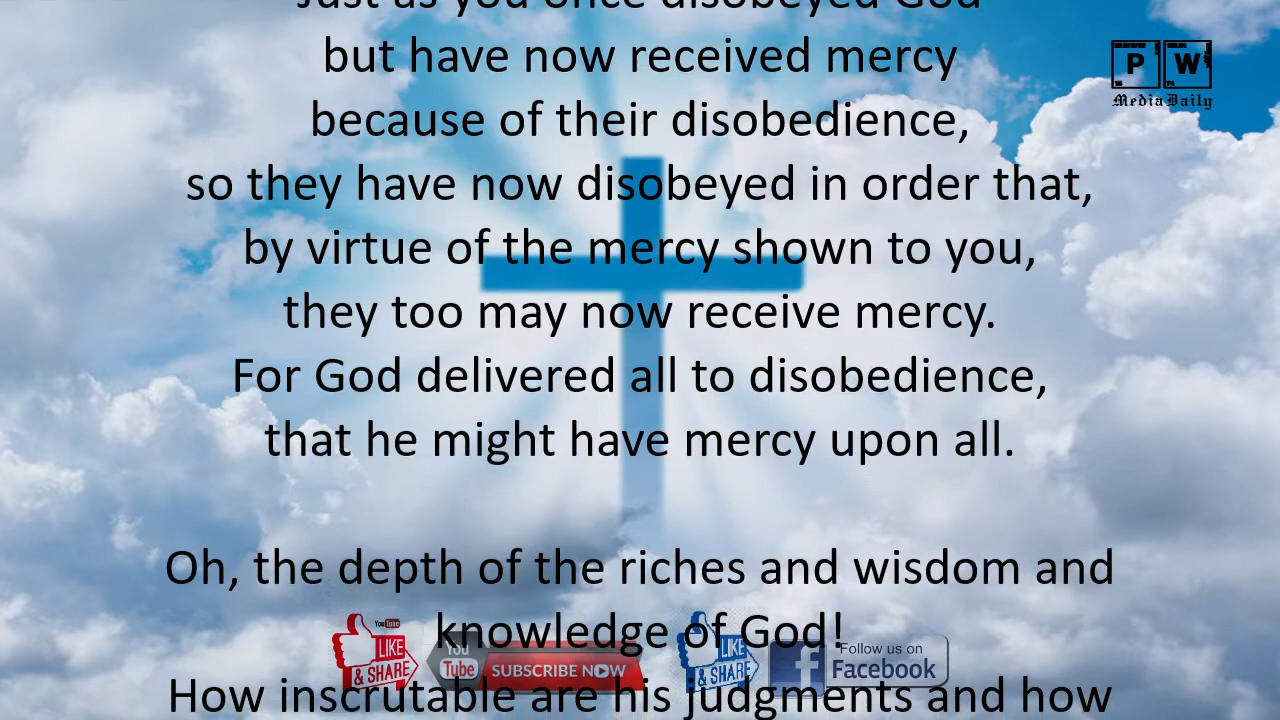 Just as you once disobeyed God
but have now received mercy
because of their disobedience,
so they have now disobeyed in order that,
by virtue of the mercy shown to you,
they too may now receive mercy.
For God delivered all to disobedience,
that he might have mercy upon all.
Oh, the depth of the riches and wisdom and
knowledge of God!
How inscrutable are his judgments and how
P W
MediaDaily
YouTube
LIKE
& SHARE
You
Tube
SUBSCRIBE NOW
LIKE
& SHARE
f
Follow us on
Facebook